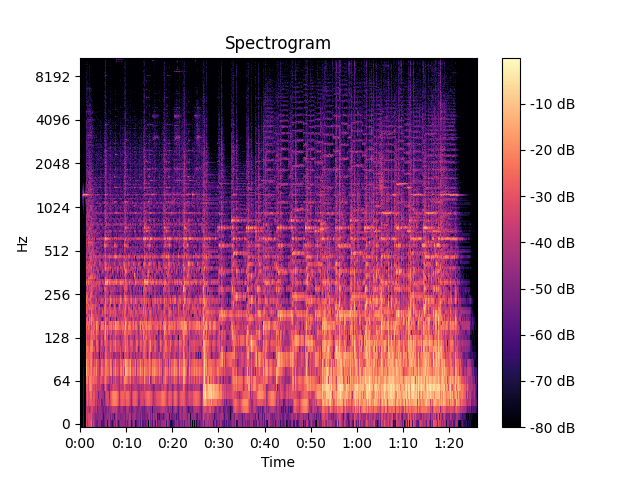 Spectrogram
Hz
8192
4096
2048
1024
512
256
128
64
0
0:00 0:10 0:20 0:30 0:40 0:50 1:00 1:10 1:20
Time
-10 dB
-20 dB
-30 dB
-40 dB
-50 dB
-60 dB
-70 dB
-80 dB